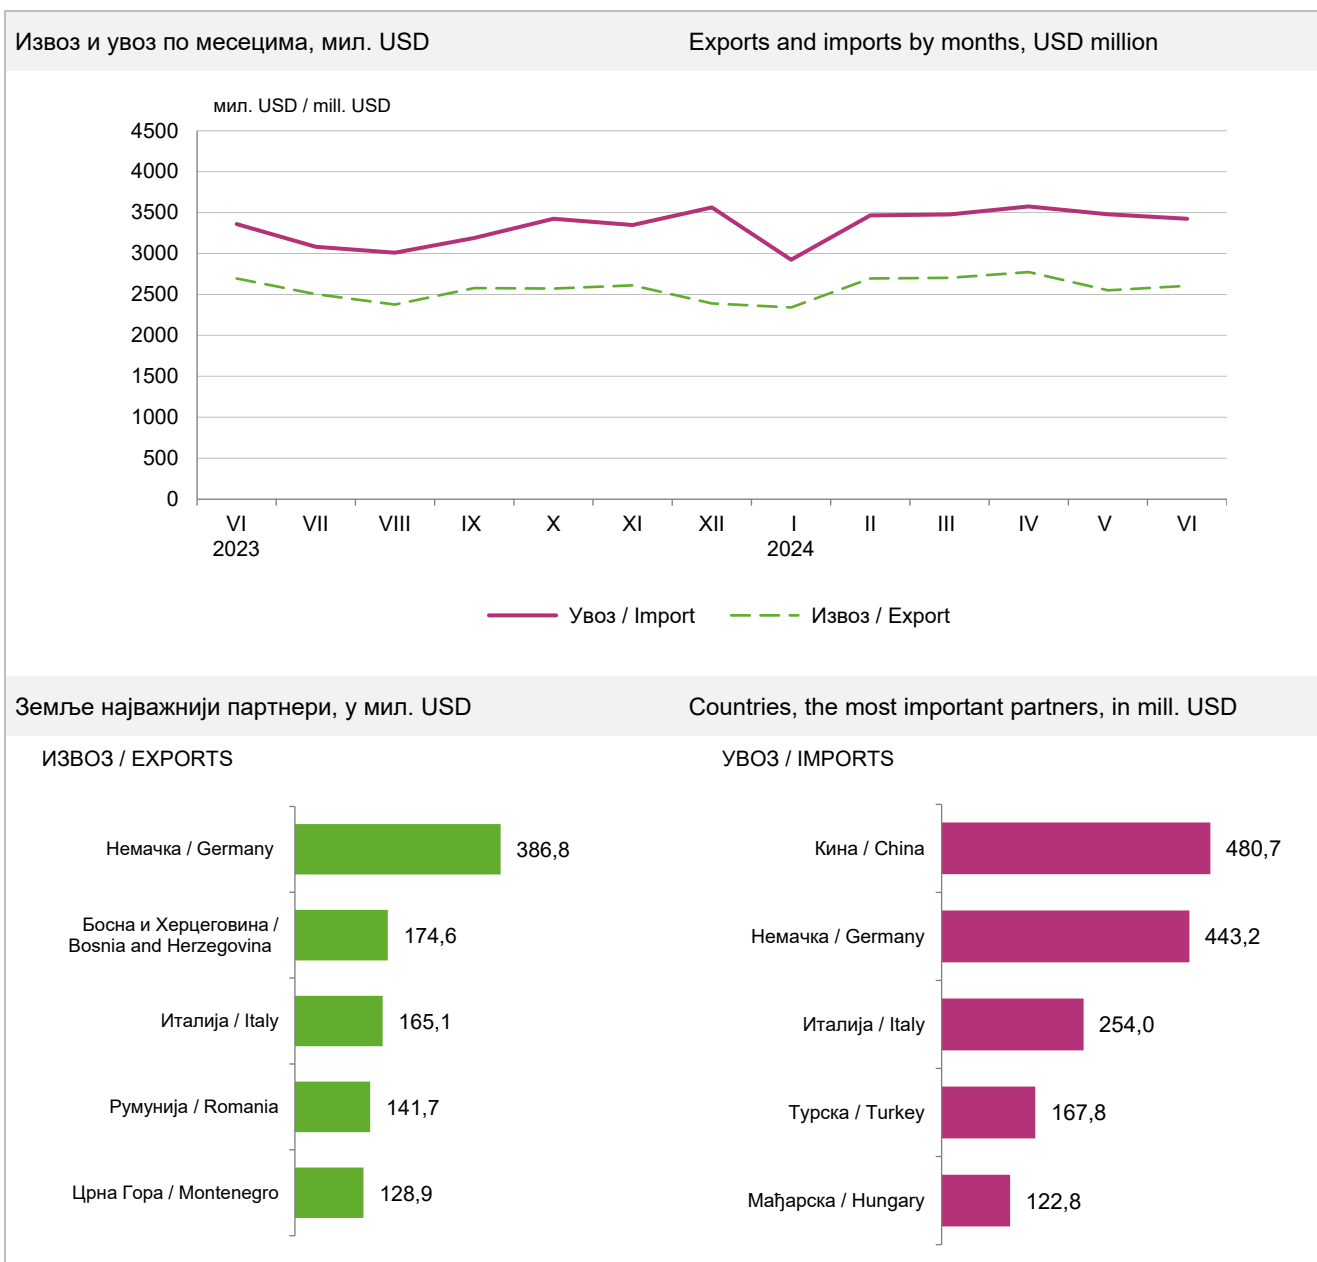 Извоз и увоз по месецима, мил. USD
Exports and imports by months, USD million
мил. USD / mill. USD
4500
4000
3500
3000
2500
2000
1500
1000
500
0
VI VII VIII IX X XI XII I II III IV V VI
2023 2024
Увоз / Import Извоз / Export
Земље најважнији партнери, у мил. USD
Countries, the most important partners, in mill. USD
ИЗВОЗ / EXPORTS
Немачка / Germany 386,8
Босна и Херцеговина /
Bosnia and Herzegovina 174,6
Италија / Italy 165,1
Румунија / Romania 141,7
Црна Гора / Montenegro 128,9
УВОЗ / IMPORTS
Кина / China 480,7
Немачка / Germany 443,2
Италија / Italy 254,0
Турска / Turkey 167,8
Мађарска / Hungary 122,8